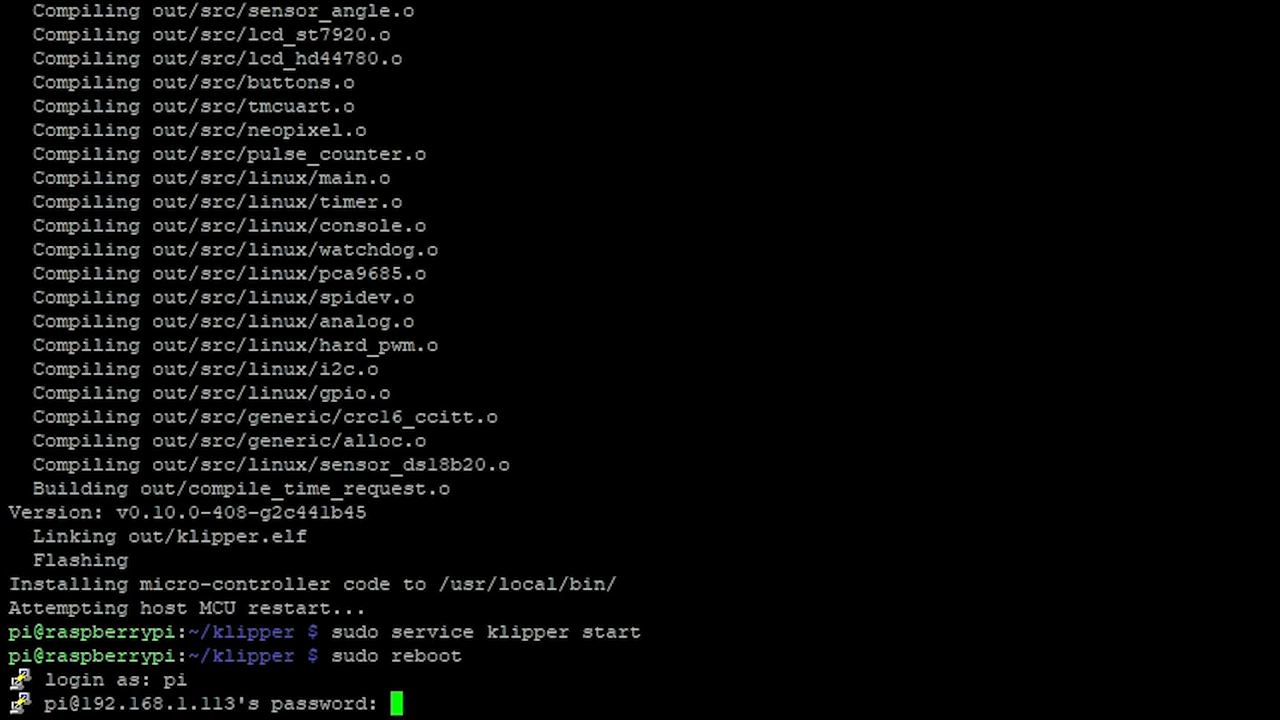 Compiling out/src/sensor_angle.o
Compiling out/src/lcd_st7920.o
Compiling out/src/lcd_hd44780.o
Compiling out/src/buttons.o
Compiling out/src/tmcuart.o
Compiling out/src/neopixel.o
Compiling out/src/pulse_counter.o
Compiling out/src/linux/main.o
Compiling out/src/linux/timer.o
Compiling out/src/linux/console.o
Compiling out/src/linux/watchdog.o
Compiling out/src/linux/pca9685.o
Compiling out/src/linux/spidev.o
Compiling out/src/linux/analog.o
Compiling out/src/linux/hard_pwm.o
Compiling out/src/linux/i2c.o
Compiling out/src/linux/gpio.o
Compiling out/src/generic/crc16_ccitt.o
Compiling out/src/generic/alloc.o
Compiling out/src/linux/sensor_ds18b20.o
Building out/compile_time_request.o
Version: v0.10.0-408-g2c441b45
Linking out/klipper.elf
Flashing
Installing micro-controller code to /usr/local/bin/
Attempting host MCU restart...
pi@raspberrypi:~/klipper $ sudo service klipper start
pi@raspberrypi:~/klipper $ sudo reboot
login as: pi
pi@192.168.1.113's password: